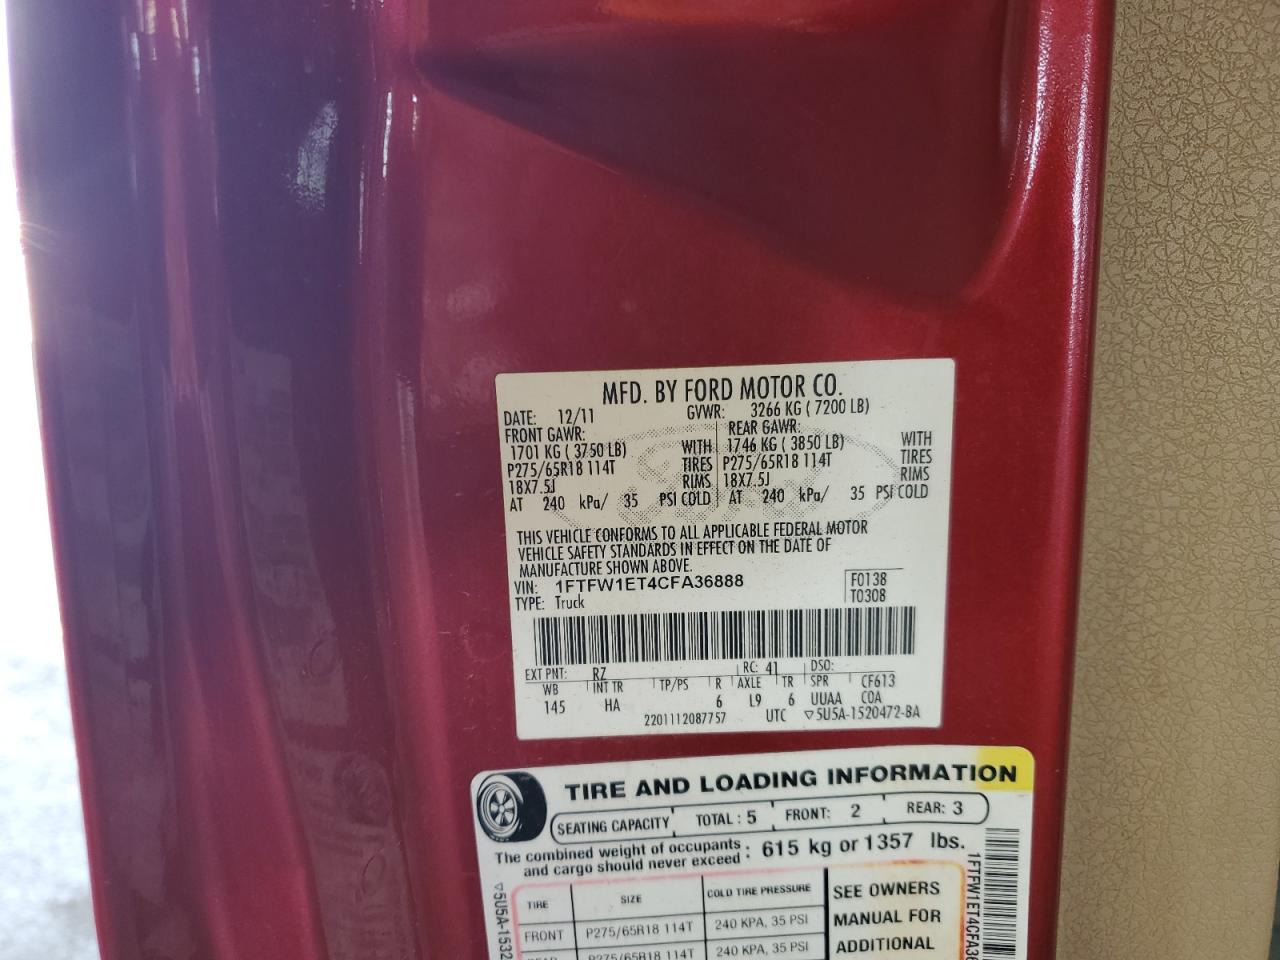 MFD. BY FORD MOTOR CO.
DATE: 12/11 GVWR: 3266 KG ( 7200 LB)
FRONT GAWR: REAR GAWR:
1701 KG ( 3750 LB) WITH 1746 KG ( 3850 LB) WITH
P275/65R18 114T TIRES P275/65R18 114T TIRES
18X7.5J RIMS 18X7.5J RIMS
AT 240 kPa/ 35 PSI COLD AT 240 kPa/ 35 PSI COLD
THIS VEHICLE CONFORMS TO ALL APPLICABLE FEDERAL MOTOR
VEHICLE SAFETY STANDARDS IN EFFECT ON THE DATE OF
MANUFACTURE SHOWN ABOVE.
VIN: 1FTFW1ET4CFA36888 F0138
TYPE: Truck T0308
EXT PNT: RZ RC: 41 DSO:
WB INT TR TP/PS R AXLE TR SPR CF613
145 HA 6 L9 6 UUAA COA
2201112087757 UTC ▽5U5A-1520472-BA
TIRE AND LOADING INFORMATION
SEATING CAPACITY TOTAL : 5 FRONT: 2 REAR: 3
The combined weight of occupants : 615 kg or 1357 lbs.
and cargo should never exceed
TIRE SIZE COLD TIRE PRESSURE SEE OWNERS
FRONT P275/65R18 114T 240 KPA, 35 PSI MANUAL FOR
P275/65R18 114T 240 KPA, 35 PSI ADDITIONAL
▽5U5A-1532
1FTFW1ET4CFA36